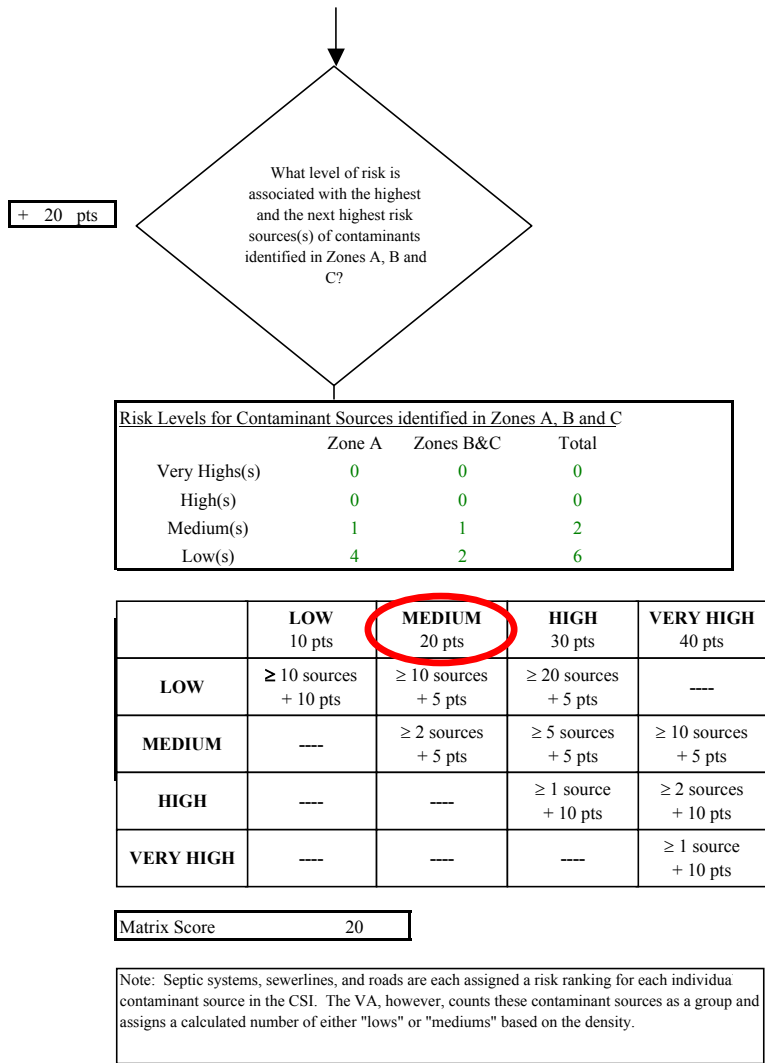 What level of risk is
associated with the highest
and the next highest risk
sources(s) of contaminants
identified in Zones A, B and
C?
+ 20 pts
Risk Levels for Contaminant Sources identified in Zones A, B and C
Zone A Zones B&C Total
Very Highs(s) 0 0 0
High(s) 0 0 0
Medium(s) 1 1 2
Low(s) 4 2 6
LOW MEDIUM HIGH VERY HIGH
10 pts 20 pts 30 pts 40 pts
LOW ≥ 10 sources + 10 pts ≥ 10 sources + 5 pts ≥ 20 sources + 5 pts ----
MEDIUM ---- ≥ 2 sources + 5 pts ≥ 5 sources + 5 pts ≥ 10 sources + 5 pts
HIGH ---- ---- ≥ 1 source + 10 pts ≥ 2 sources + 10 pts
VERY HIGH ---- ---- ---- ≥ 1 source + 10 pts
Matrix Score 20
Note: Septic systems, sewerlines, and roads are each assigned a risk ranking for each individua
contaminant source in the CSI. The VA, however, counts these contaminant sources as a group and
assigns a calculated number of either "lows" or "mediums" based on the density.